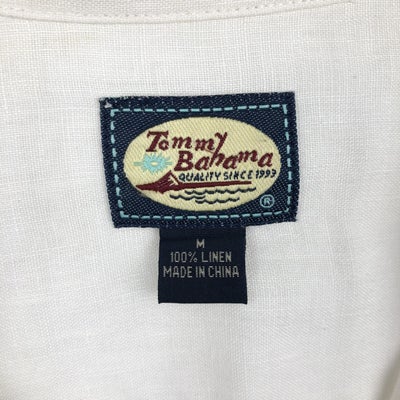 Tommy
Bahama
QUALITY SINCE 1993
®
M
100% LINEN
MADE IN CHINA